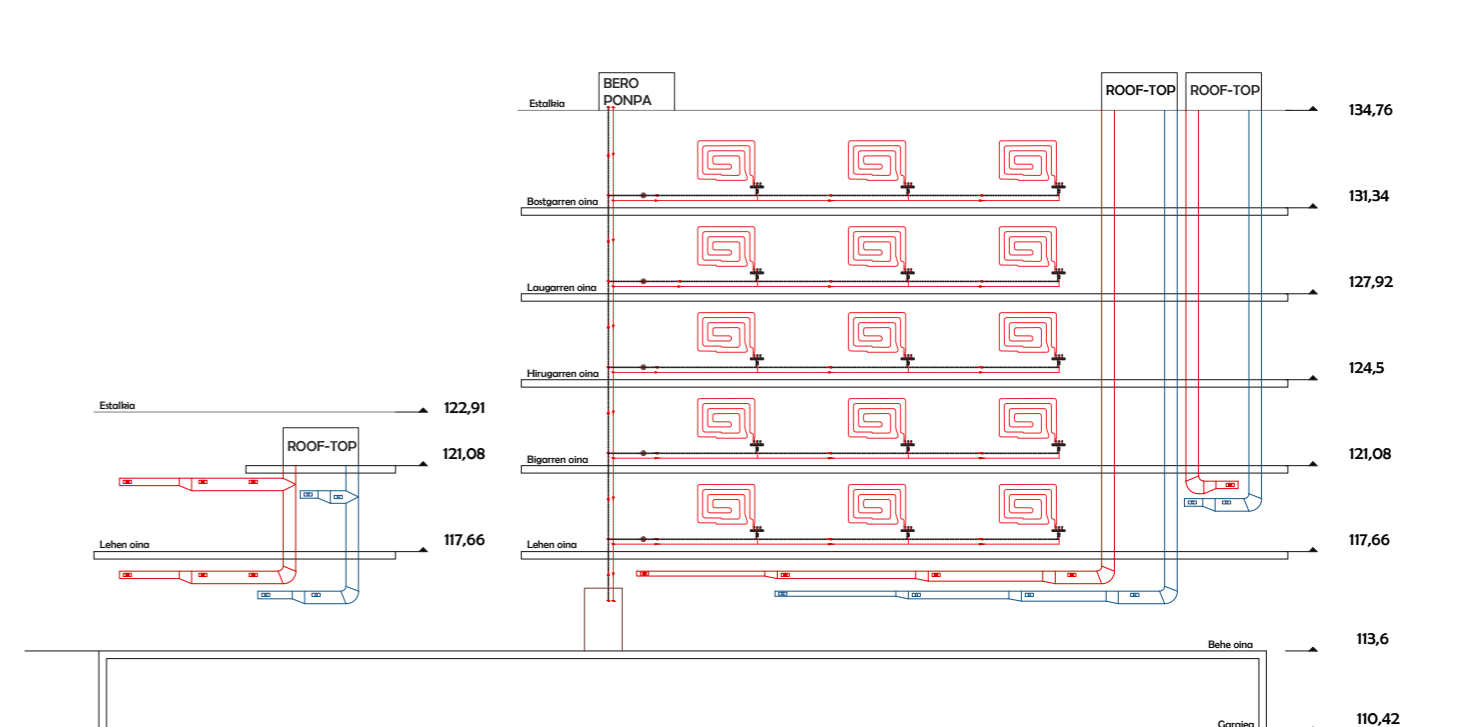 BERO
PONPA
ROOF-TOP
ROOF-TOP
Estalkia
134,76
Bostgarren oina
131,34
Laugarren oina
127,92
Hirugarren oina
124,5
Estalkia
122,91
ROOF-TOP
121,08
Bigarren oina
121,08
Lehen oina
117,66
Lehen oina
117,66
Behe oina
113,6
Garajea
110,42